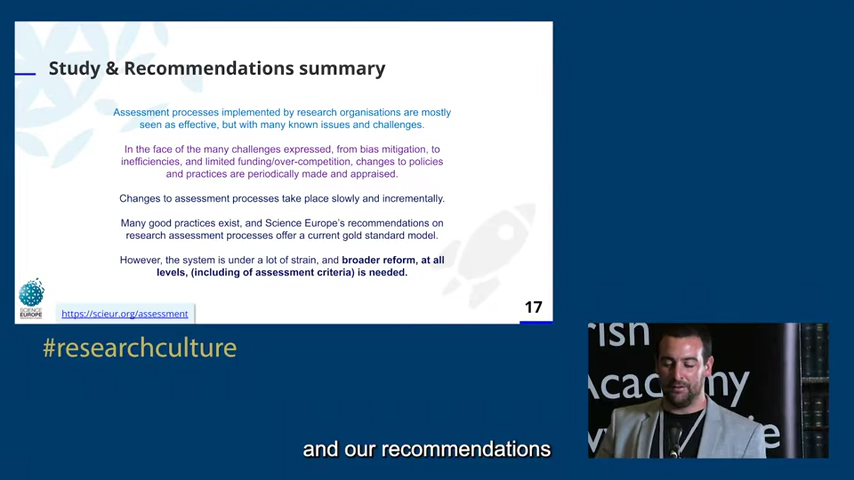 Study & Recommendations summary
Assessment processes implemented by research organisations are mostly
seen as effective, but with many known issues and challenges.
In the face of the many challenges expressed, from bias mitigation, to
inefficiencies, and limited funding/over-competition, changes to policies
and practices are periodically made and appraised.
Changes to assessment processes take place slowly and incrementally.
Many good practices exist, and Science Europe's recommendations on
research assessment processes offer a current gold standard model.
However, the system is under a lot of strain, and broader reform, at all
levels, (including of assessment criteria) is needed.
SCIENCE
EUROPE
https://scieur.org/assessment
17
#researchculture
Academy
and our recommendations